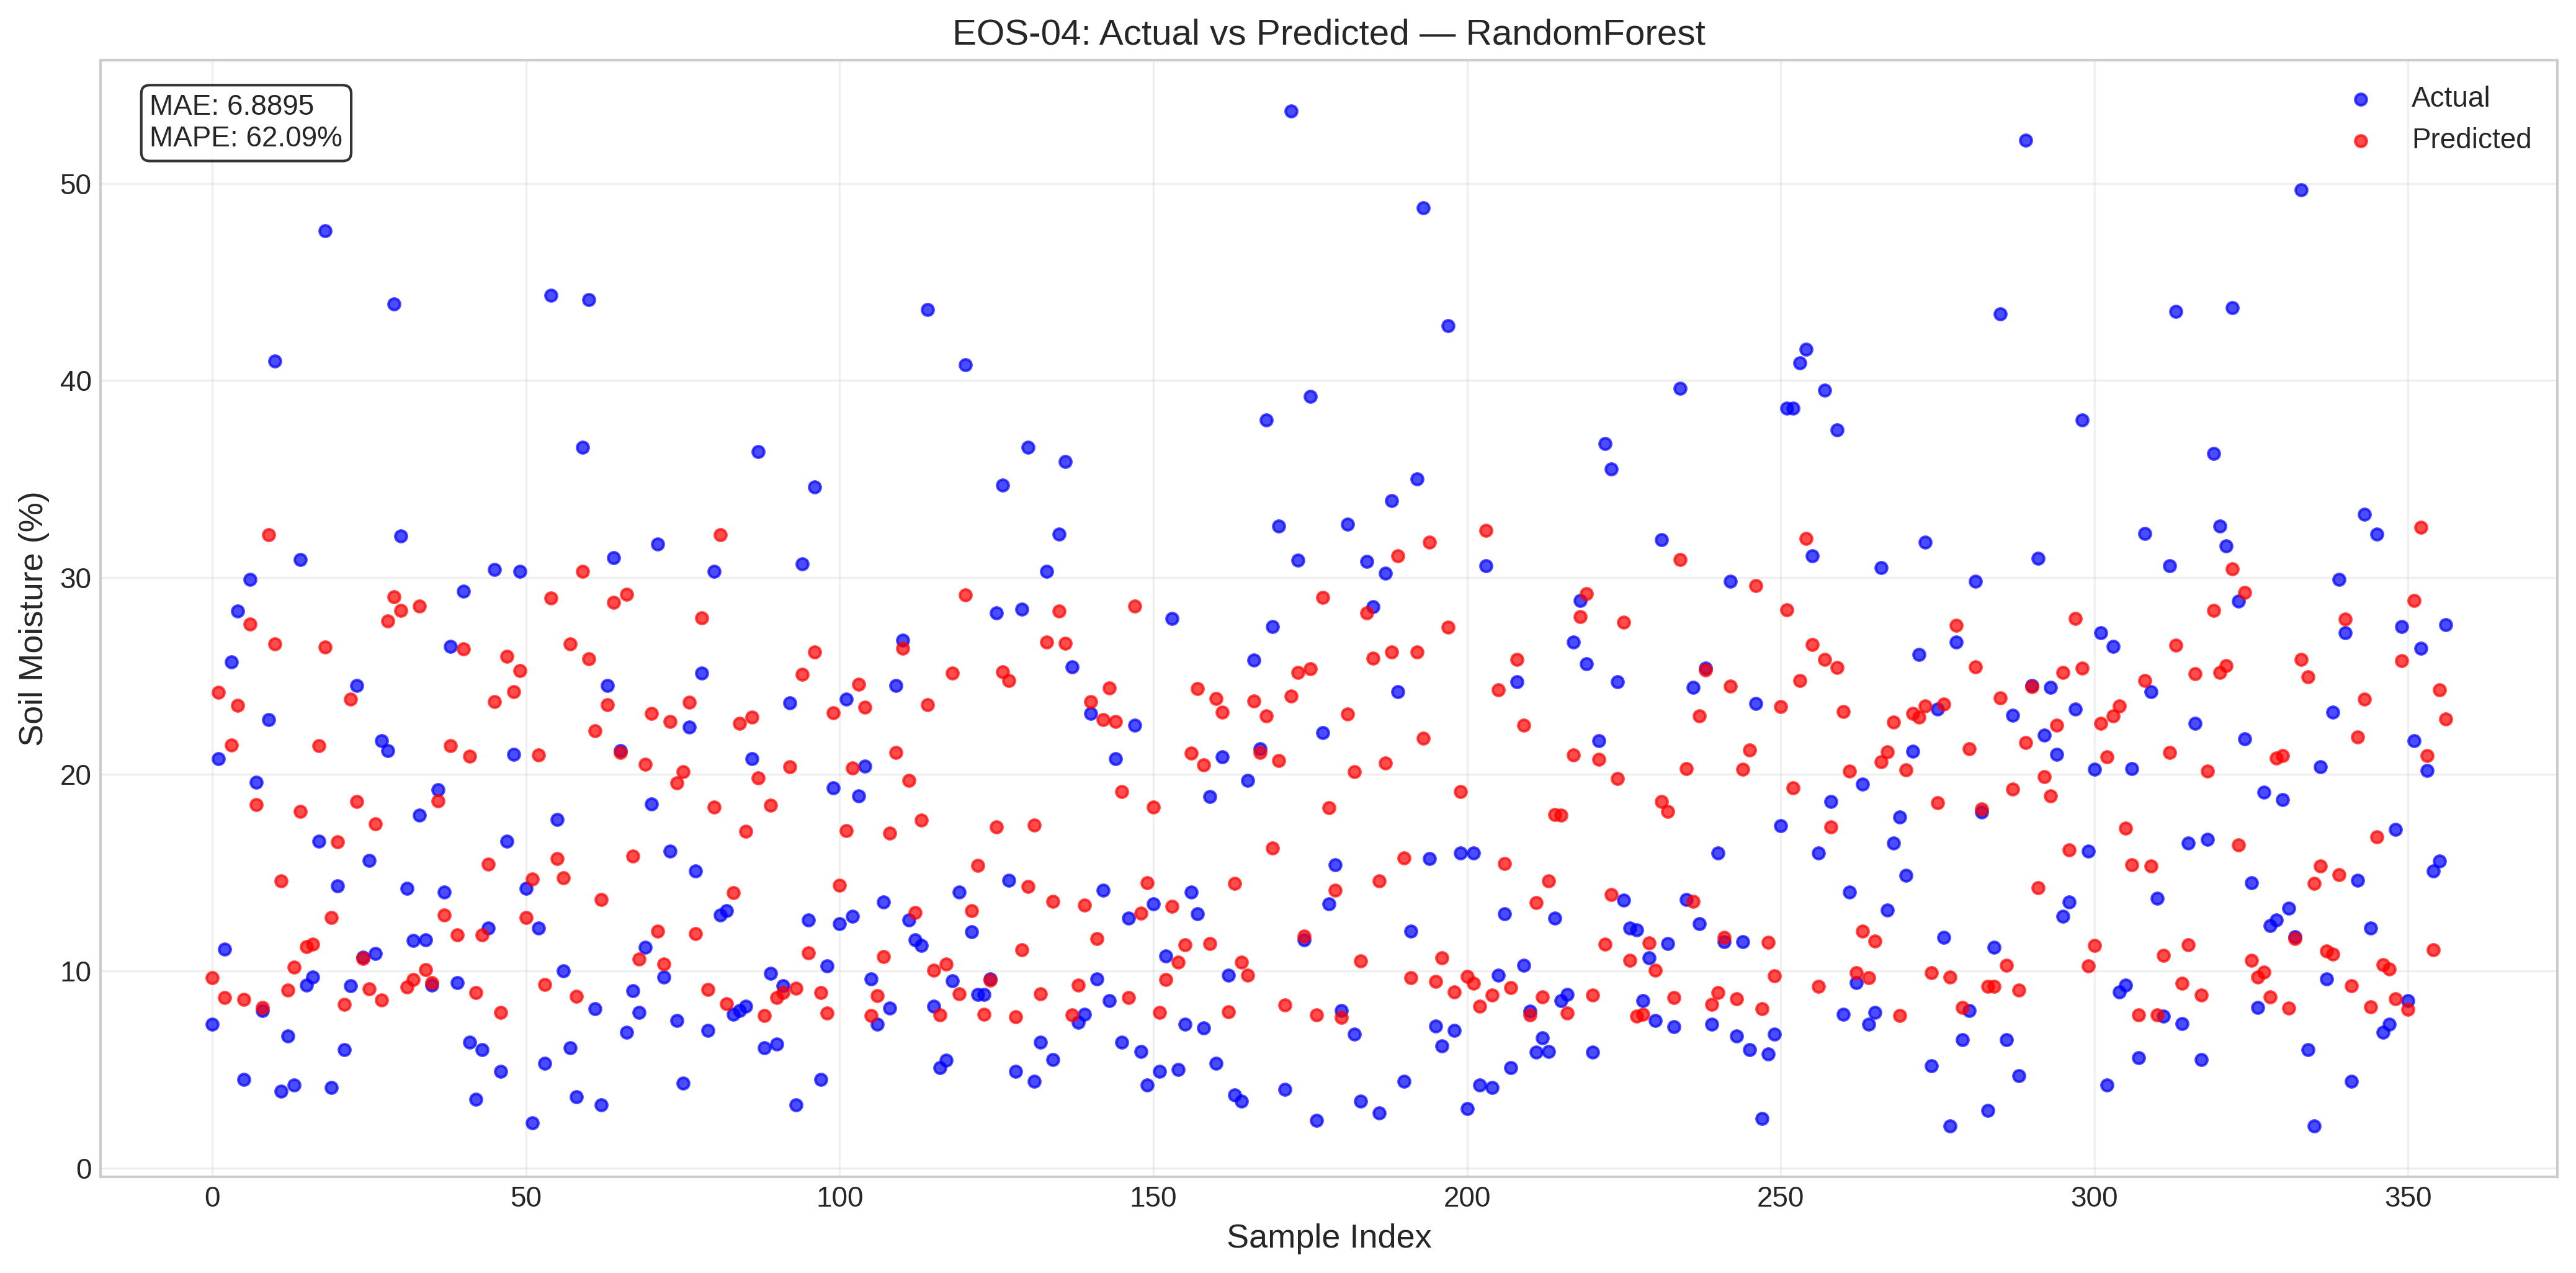 EOS-04: Actual vs Predicted — RandomForest
MAE: 6.8895
MAPE: 62.09%
Actual
Predicted
Soil Moisture (%)
50
40
30
20
10
0
0 50 100 150 200 250 300 350
Sample Index